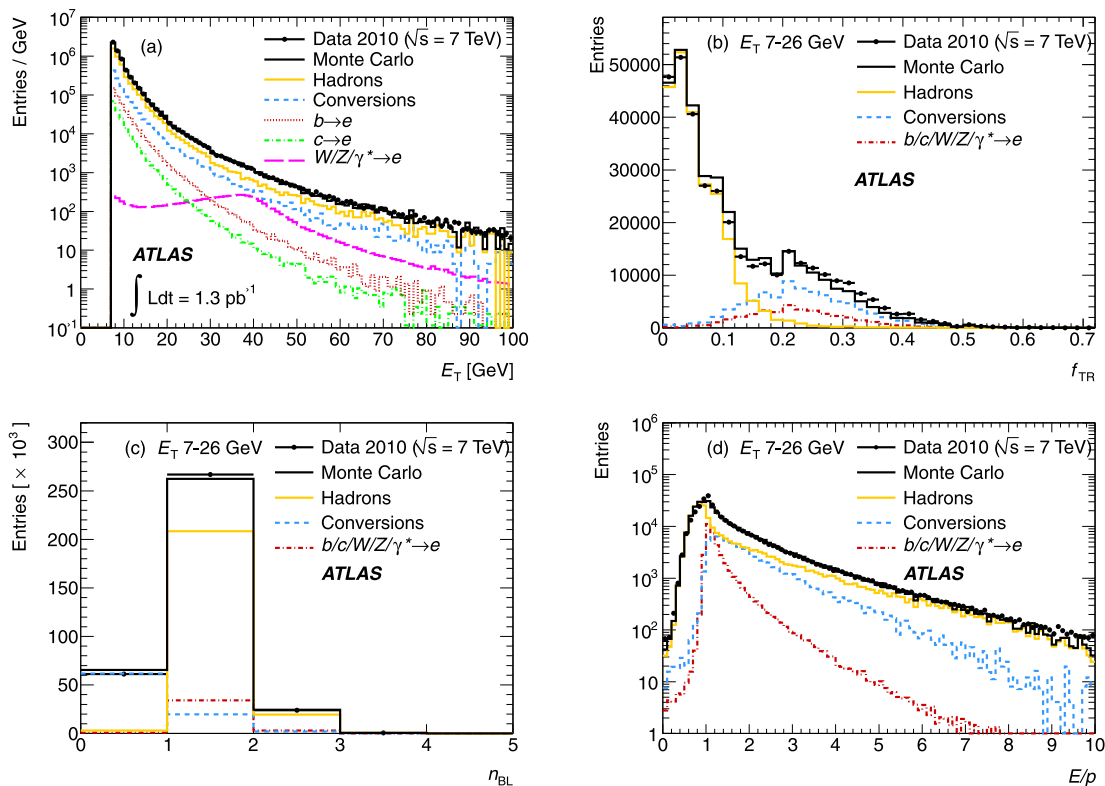 Entries / GeV
10⁷
10⁶
10⁵
10⁴
10³
10²
10
1
10⁻¹
(a)
Data 2010 (√s = 7 TeV)
Monte Carlo
Hadrons
Conversions
b→e
c→e
W/Z/γ*→e
ATLAS
∫ Ldt = 1.3 pb⁻¹
0 10 20 30 40 50 60 70 80 90 100
E_T [GeV]
Entries
50000
40000
30000
20000
10000
0
(b) E_T 7-26 GeV
Data 2010 (√s = 7 TeV)
Monte Carlo
Hadrons
Conversions
b/c/W/Z/γ*→e
ATLAS
0 0.1 0.2 0.3 0.4 0.5 0.6 0.7
f_TR
Entries [ × 10³]
300
250
200
150
100
50
0
(c) E_T 7-26 GeV
Data 2010 (√s = 7 TeV)
Monte Carlo
Hadrons
Conversions
b/c/W/Z/γ*→e
ATLAS
0 1 2 3 4 5
n_BL
Entries
10⁶
10⁵
10⁴
10³
10²
10
1
E_T 7-26 GeV (d)
Data 2010 (√s = 7 TeV)
Monte Carlo
Hadrons
Conversions
b/c/W/Z/γ*→e
ATLAS
0 1 2 3 4 5 6 7 8 9 10
E/p